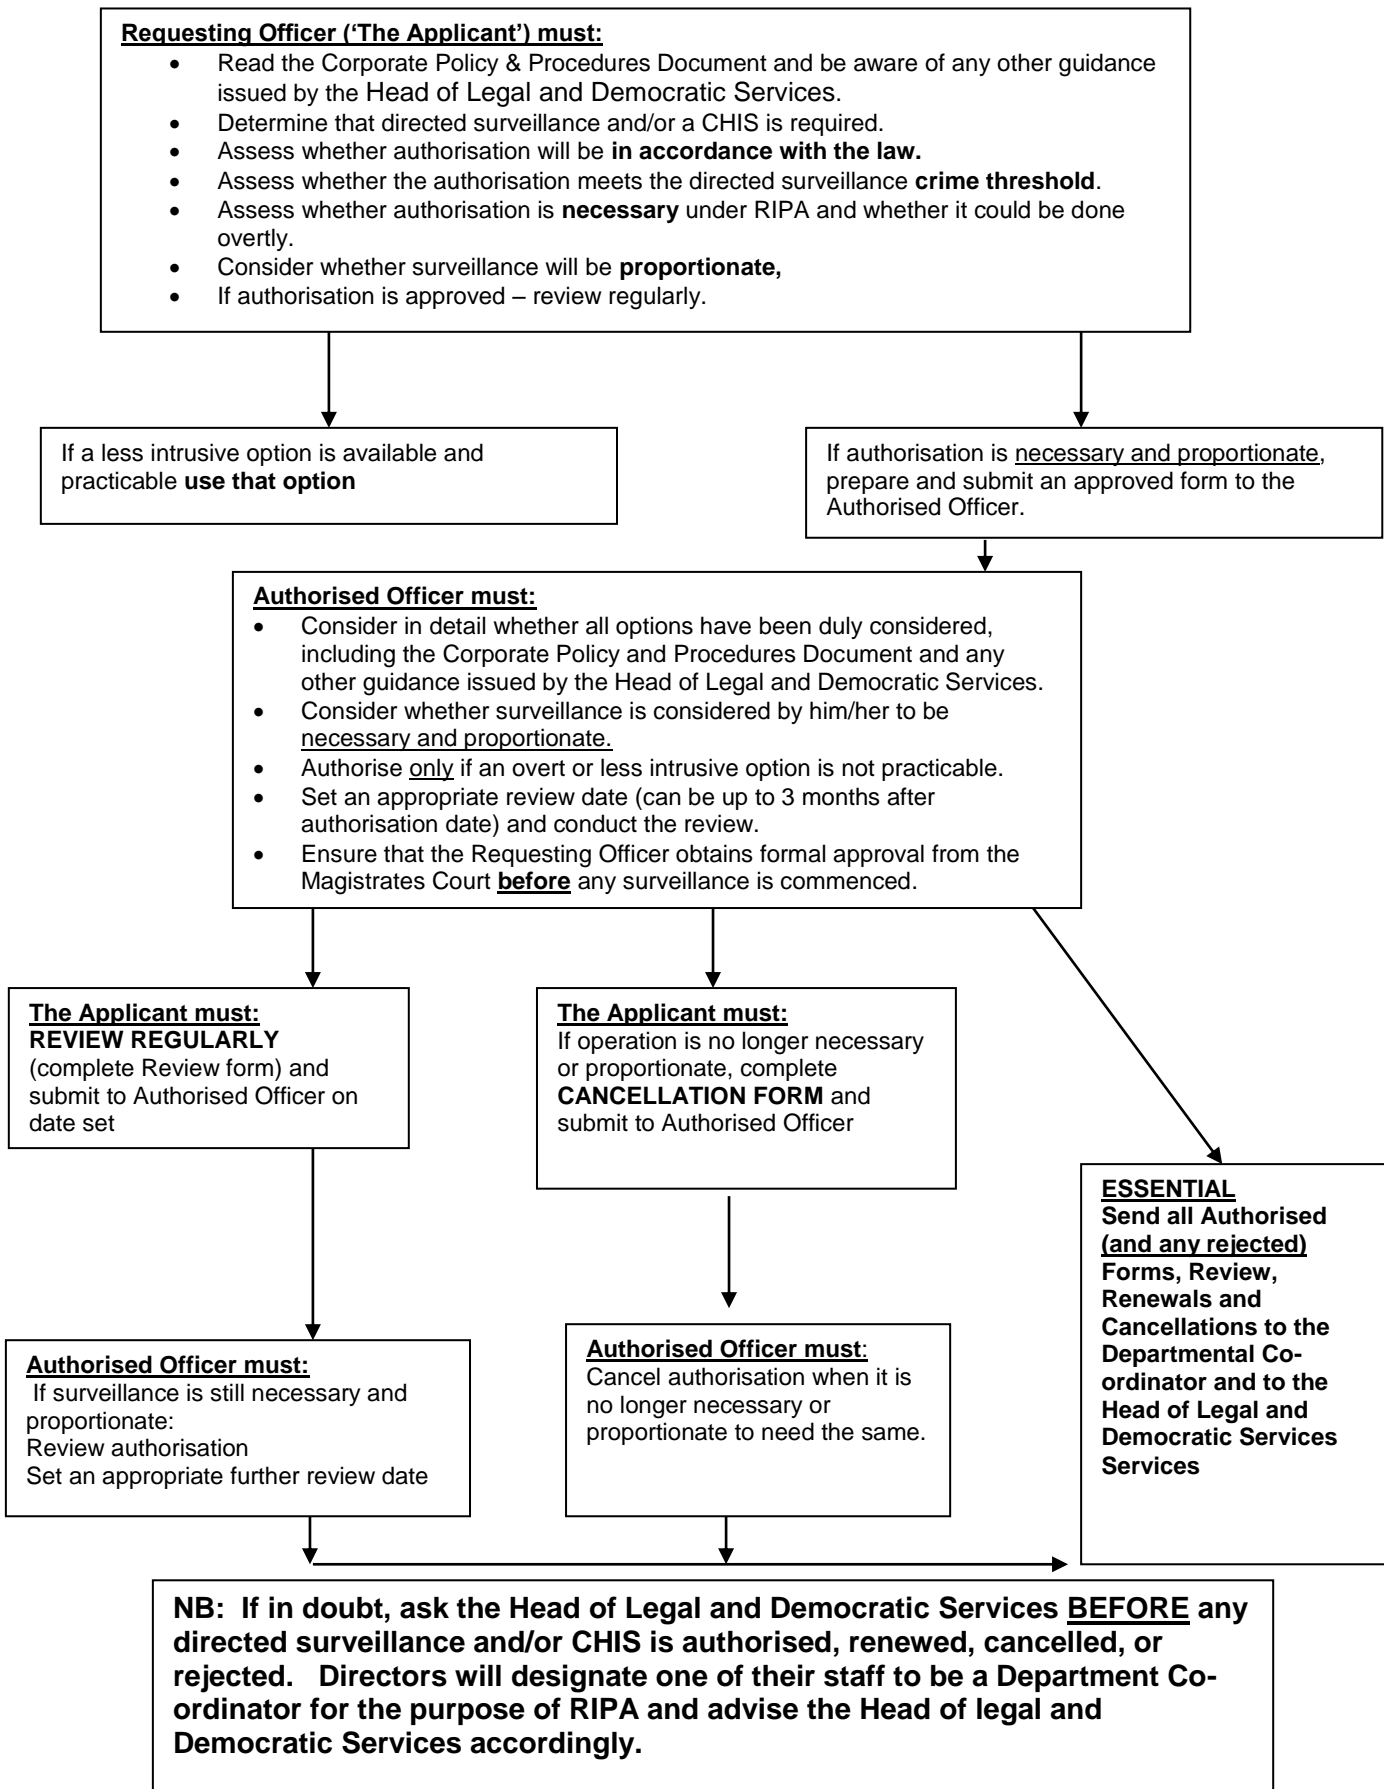 Requesting Officer (‘The Applicant’) must:
• Read the Corporate Policy & Procedures Document and be aware of any other guidance
issued by the Head of Legal and Democratic Services.
• Determine that directed surveillance and/or a CHIS is required.
• Assess whether authorisation will be in accordance with the law.
• Assess whether the authorisation meets the directed surveillance crime threshold.
• Assess whether authorisation is necessary under RIPA and whether it could be done
overtly.
• Consider whether surveillance will be proportionate,
• If authorisation is approved – review regularly.
If a less intrusive option is available and
practicable use that option
If authorisation is necessary and proportionate,
prepare and submit an approved form to the
Authorised Officer.
Authorised Officer must:
• Consider in detail whether all options have been duly considered,
including the Corporate Policy and Procedures Document and any
other guidance issued by the Head of Legal and Democratic Services.
• Consider whether surveillance is considered by him/her to be
necessary and proportionate.
• Authorise only if an overt or less intrusive option is not practicable.
• Set an appropriate review date (can be up to 3 months after
authorisation date) and conduct the review.
• Ensure that the Requesting Officer obtains formal approval from the
Magistrates Court before any surveillance is commenced.
The Applicant must:
REVIEW REGULARLY
(complete Review form) and
submit to Authorised Officer on
date set
The Applicant must:
If operation is no longer necessary
or proportionate, complete
CANCELLATION FORM and
submit to Authorised Officer
ESSENTIAL
Send all Authorised
(and any rejected)
Forms, Review,
Renewals and
Cancellations to the
Departmental Co-
ordinator and to the
Head of Legal and
Democratic Services
Services
Authorised Officer must:
If surveillance is still necessary and
proportionate:
Review authorisation
Set an appropriate further review date
Authorised Officer must:
Cancel authorisation when it is
no longer necessary or
proportionate to need the same.
NB: If in doubt, ask the Head of Legal and Democratic Services BEFORE any
directed surveillance and/or CHIS is authorised, renewed, cancelled, or
rejected. Directors will designate one of their staff to be a Department Co-
ordinator for the purpose of RIPA and advise the Head of legal and
Democratic Services accordingly.